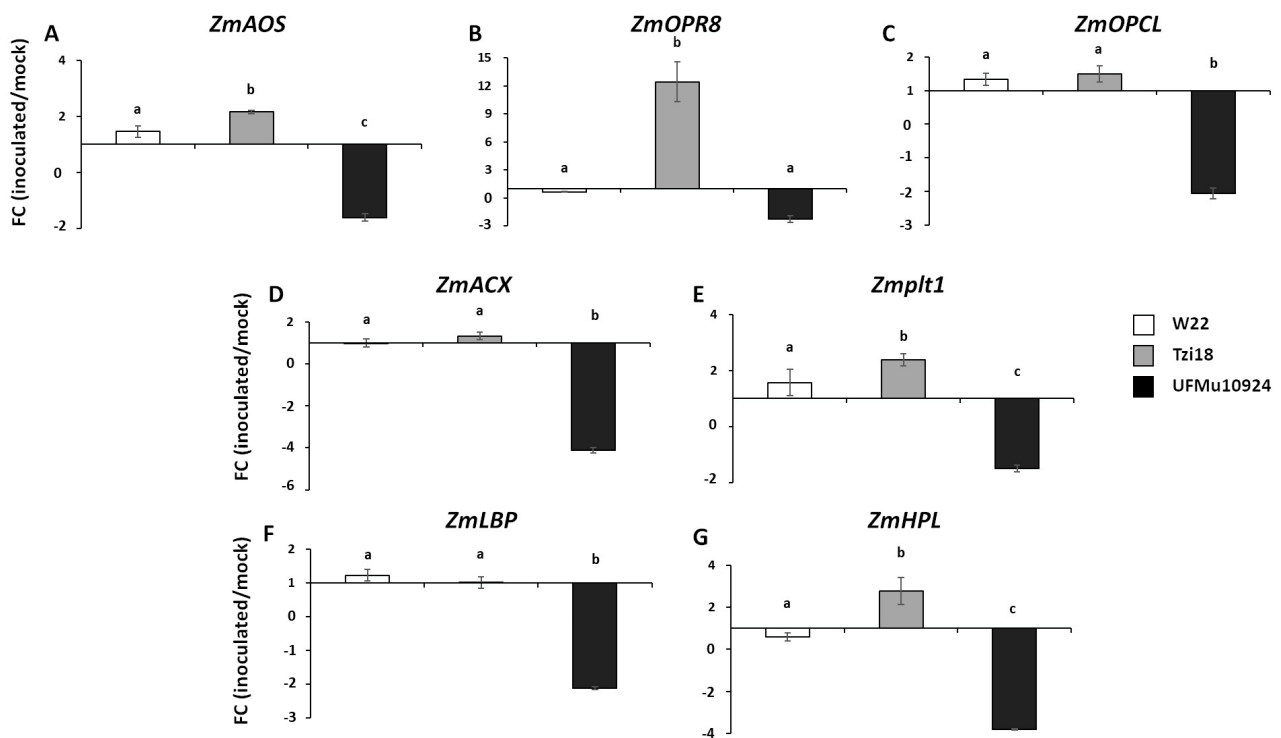 A
ZmAOS
FC (inoculated/mock)
4
2
0
-2
a
b
c
B
ZmOPR8
15
12
9
6
3
0
-3
a
b
a
C
ZmOPCL
2
1
0
-1
-2
-3
a
a
b
D
ZmACX
FC (inoculated/mock)
2
0
-2
-4
-6
a
a
b
E
Zmplt1
4
2
0
-2
a
b
c
W22
Tzi18
UFMu10924
F
ZmLBP
FC (inoculated/mock)
2
1
0
-1
-2
-3
a
a
b
G
ZmHPL
4
2
0
-2
-4
a
b
c